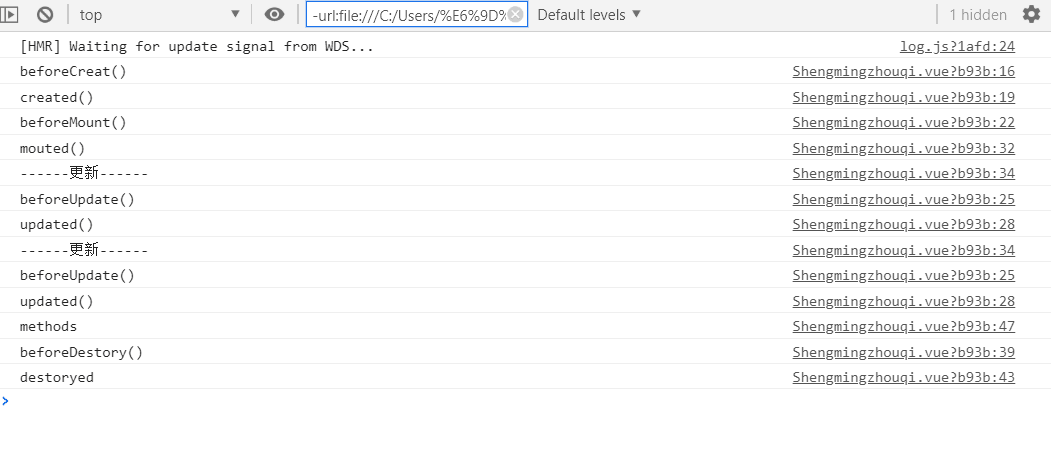 top -url:file:///C:/Users/%E6%9D% Default levels 1 hidden
[HMR] Waiting for update signal from WDS... log.js?1afd:24
beforeCreat() Shengmingzhouqi.vue?b93b:16
created() Shengmingzhouqi.vue?b93b:19
beforeMount() Shengmingzhouqi.vue?b93b:22
mouted() Shengmingzhouqi.vue?b93b:32
------更新------ Shengmingzhouqi.vue?b93b:34
beforeUpdate() Shengmingzhouqi.vue?b93b:25
updated() Shengmingzhouqi.vue?b93b:28
------更新------ Shengmingzhouqi.vue?b93b:34
beforeUpdate() Shengmingzhouqi.vue?b93b:25
updated() Shengmingzhouqi.vue?b93b:28
methods Shengmingzhouqi.vue?b93b:47
beforeDestory() Shengmingzhouqi.vue?b93b:39
destoryed Shengmingzhouqi.vue?b93b:43